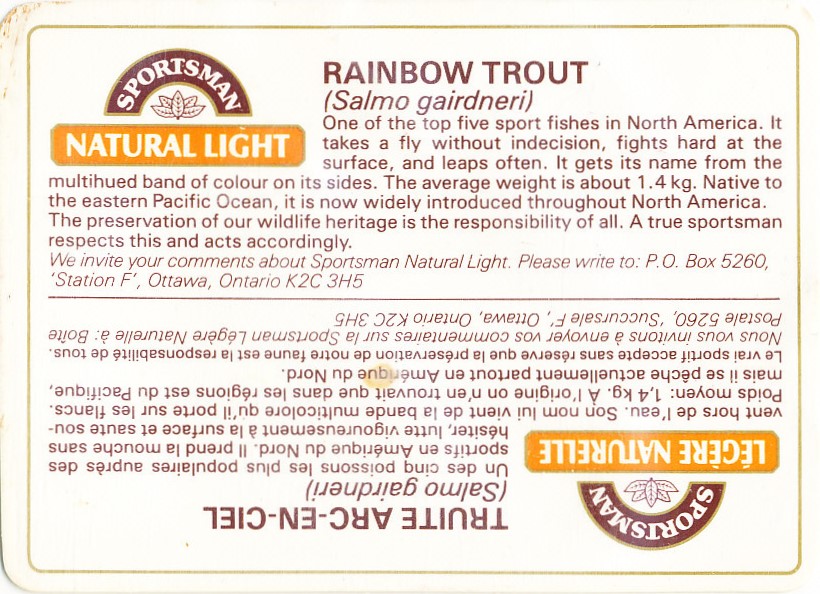 SPORTSMAN
NATURAL LIGHT
RAINBOW TROUT
(Salmo gairdneri)
One of the top five sport fishes in North America. It
takes a fly without indecision, fights hard at the
surface, and leaps often. It gets its name from the
multihued band of colour on its sides. The average weight is about 1.4 kg. Native to
the eastern Pacific Ocean, it is now widely introduced throughout North America.
The preservation of our wildlife heritage is the responsibility of all. A true sportsman
respects this and acts accordingly.
We invite your comments about Sportsman Natural Light. Please write to: P.O. Box 5260,
'Station F', Ottawa, Ontario K2C 3H5
SPORTSMAN
LÉGÈRE NATURELLE
TRUITE ARC-EN-CIEL
(Salmo gairdneri)
Un des cinq poissons les plus populaires auprès des
sportifs en Amérique du Nord. Il prend la mouche sans
hésiter, lutte vigoureusement à la surface et saute sou-
vent hors de l'eau. Son nom lui vient de la bande multicolore qu'il porte sur les flancs.
Poids moyen: 1,4 kg. A l'origine on n'en trouvait que dans les régions est du Pacifique,
mais il se pêche actuellement partout en Amérique du Nord.
Le vrai sportif accepte sans réserve que la préservation de notre faune est la responsabilité de tous.
Nous vous invitons à envoyer vos commentaires sur la Sportsman Légère Naturelle à: Boîte
Postale 5260, 'Succursale F', Ottawa, Ontario K2C 3H5